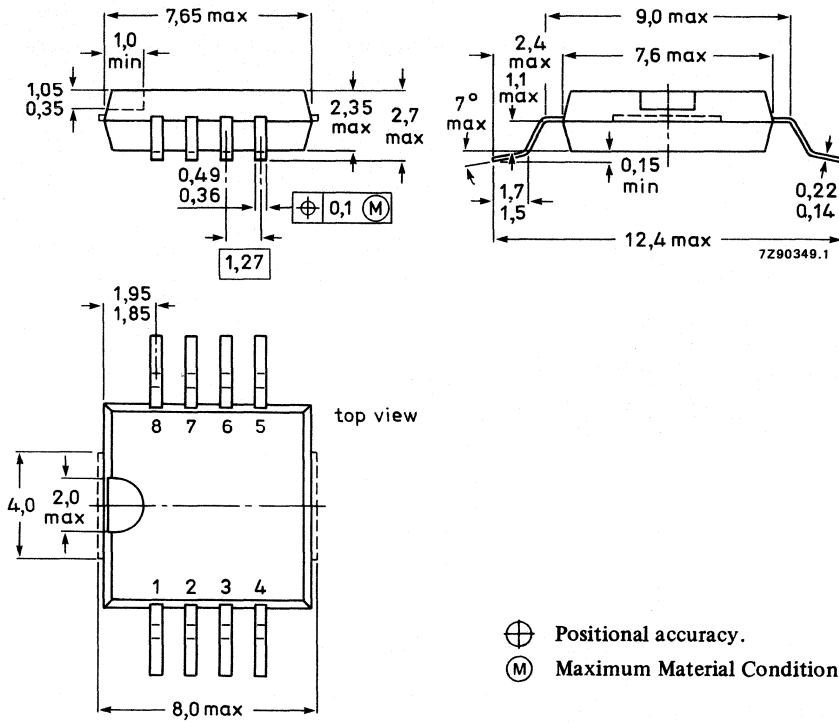 7,65 max
1,0
min
1,05
0,35
2,35
max
2,7
max
0,49
0,36
0,1 Ⓜ
1,27
9,0 max
2,4
max
7,6 max
1,1
max
7°
max
0,15
min
1,7
1,5
0,22
0,14
12,4 max
7Z90349.1
1,95
1,85
8 7 6 5
top view
4,0
2,0
max
1 2 3 4
8,0 max
Positional accuracy.
Ⓜ Maximum Material Condition